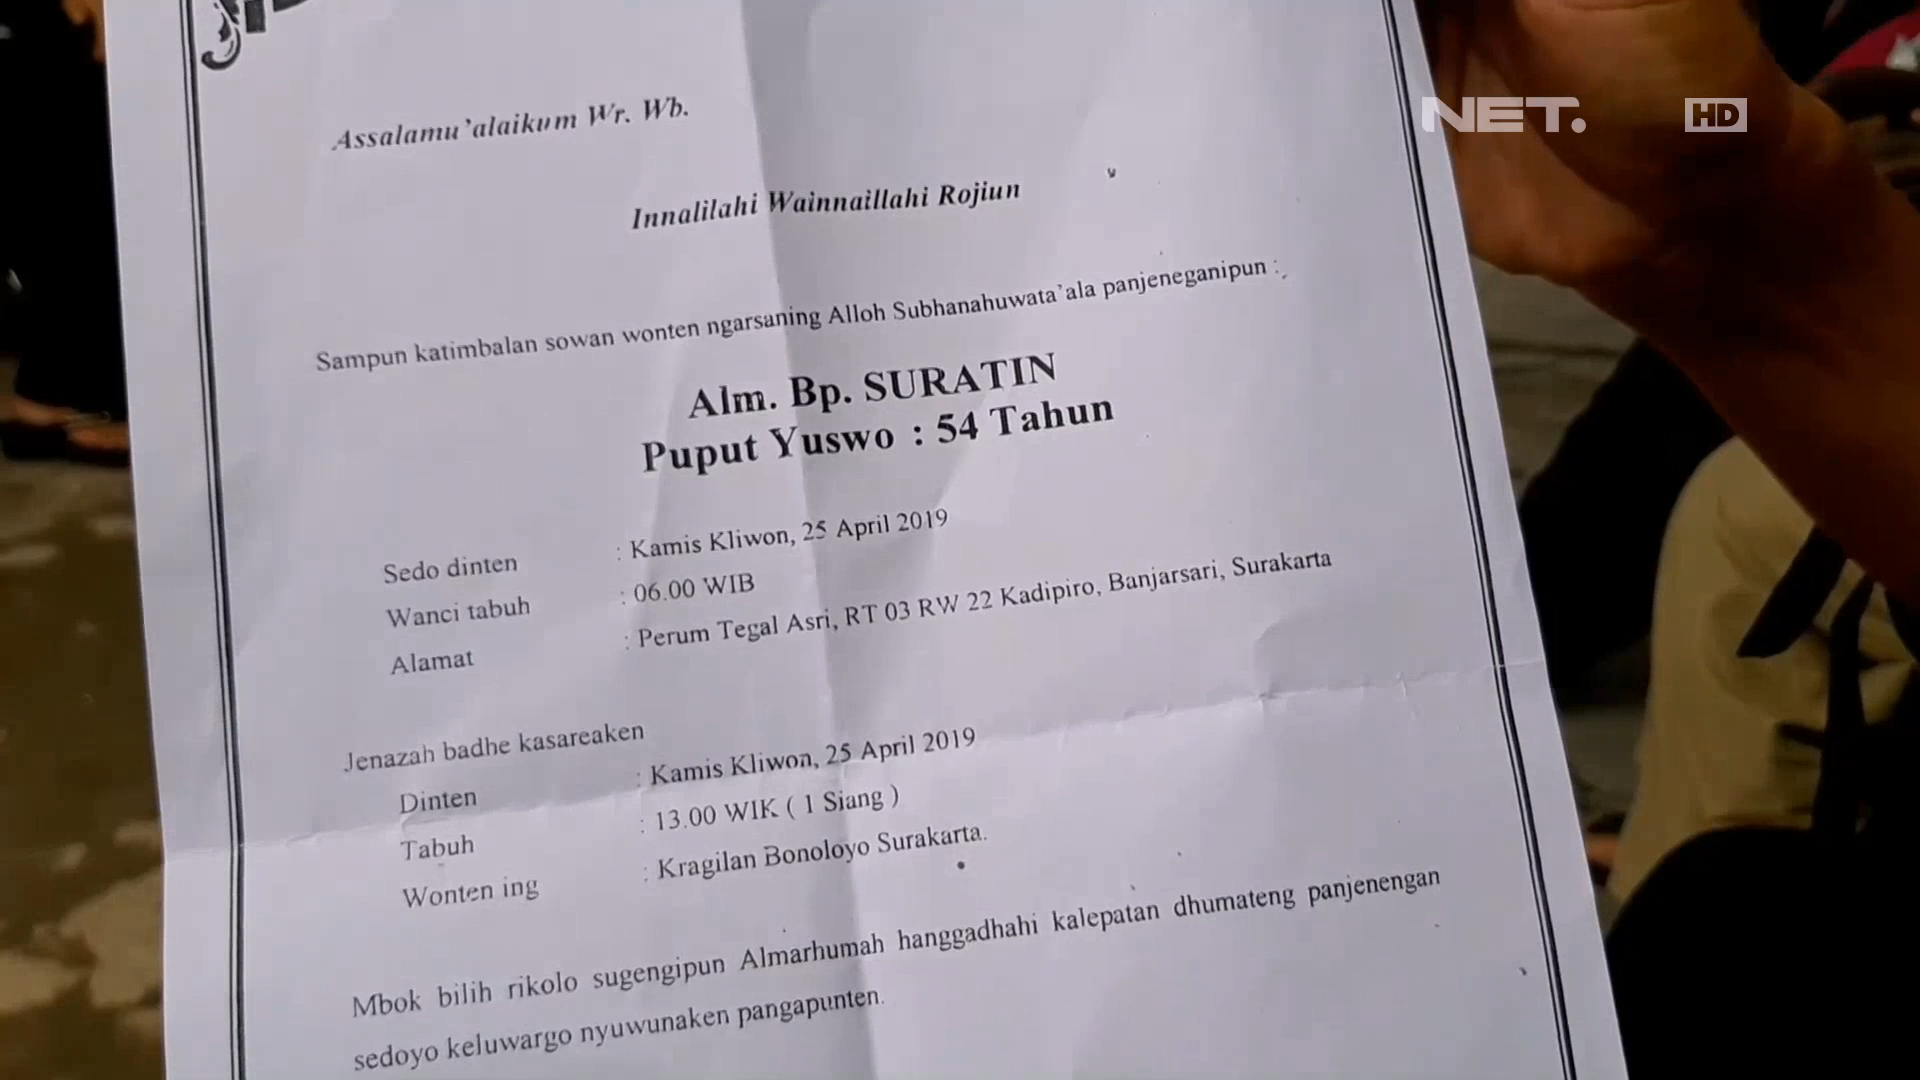 NET. HD
Assalamu'alaikum Wr. Wb.
Innalilahi Wainnaillahi Rojiun
Sampun katimbalan sowan wonten ngarsaning Alloh Subhanahuwata'ala panjeneganipun :
Alm. Bp. SURATIN
Puput Yuswo : 54 Tahun
Sedo dinten : Kamis Kliwon, 25 April 2019
Wanci tabuh : 06.00 WIB
Alamat : Perum Tegal Asri, RT 03 RW 22 Kadipiro, Banjarsari, Surakarta
Jenazah badhe kasareaken
Dinten : Kamis Kliwon, 25 April 2019
Tabuh : 13.00 WIK ( 1 Siang )
Wonten ing : Kragilan Bonoloyo Surakarta.
Mbok bilih rikolo sugengipun Almarhumah hanggadhahi kalepatan dhumateng panjenengan
sedoyo keluwargo nyuwunaken pangapunten.